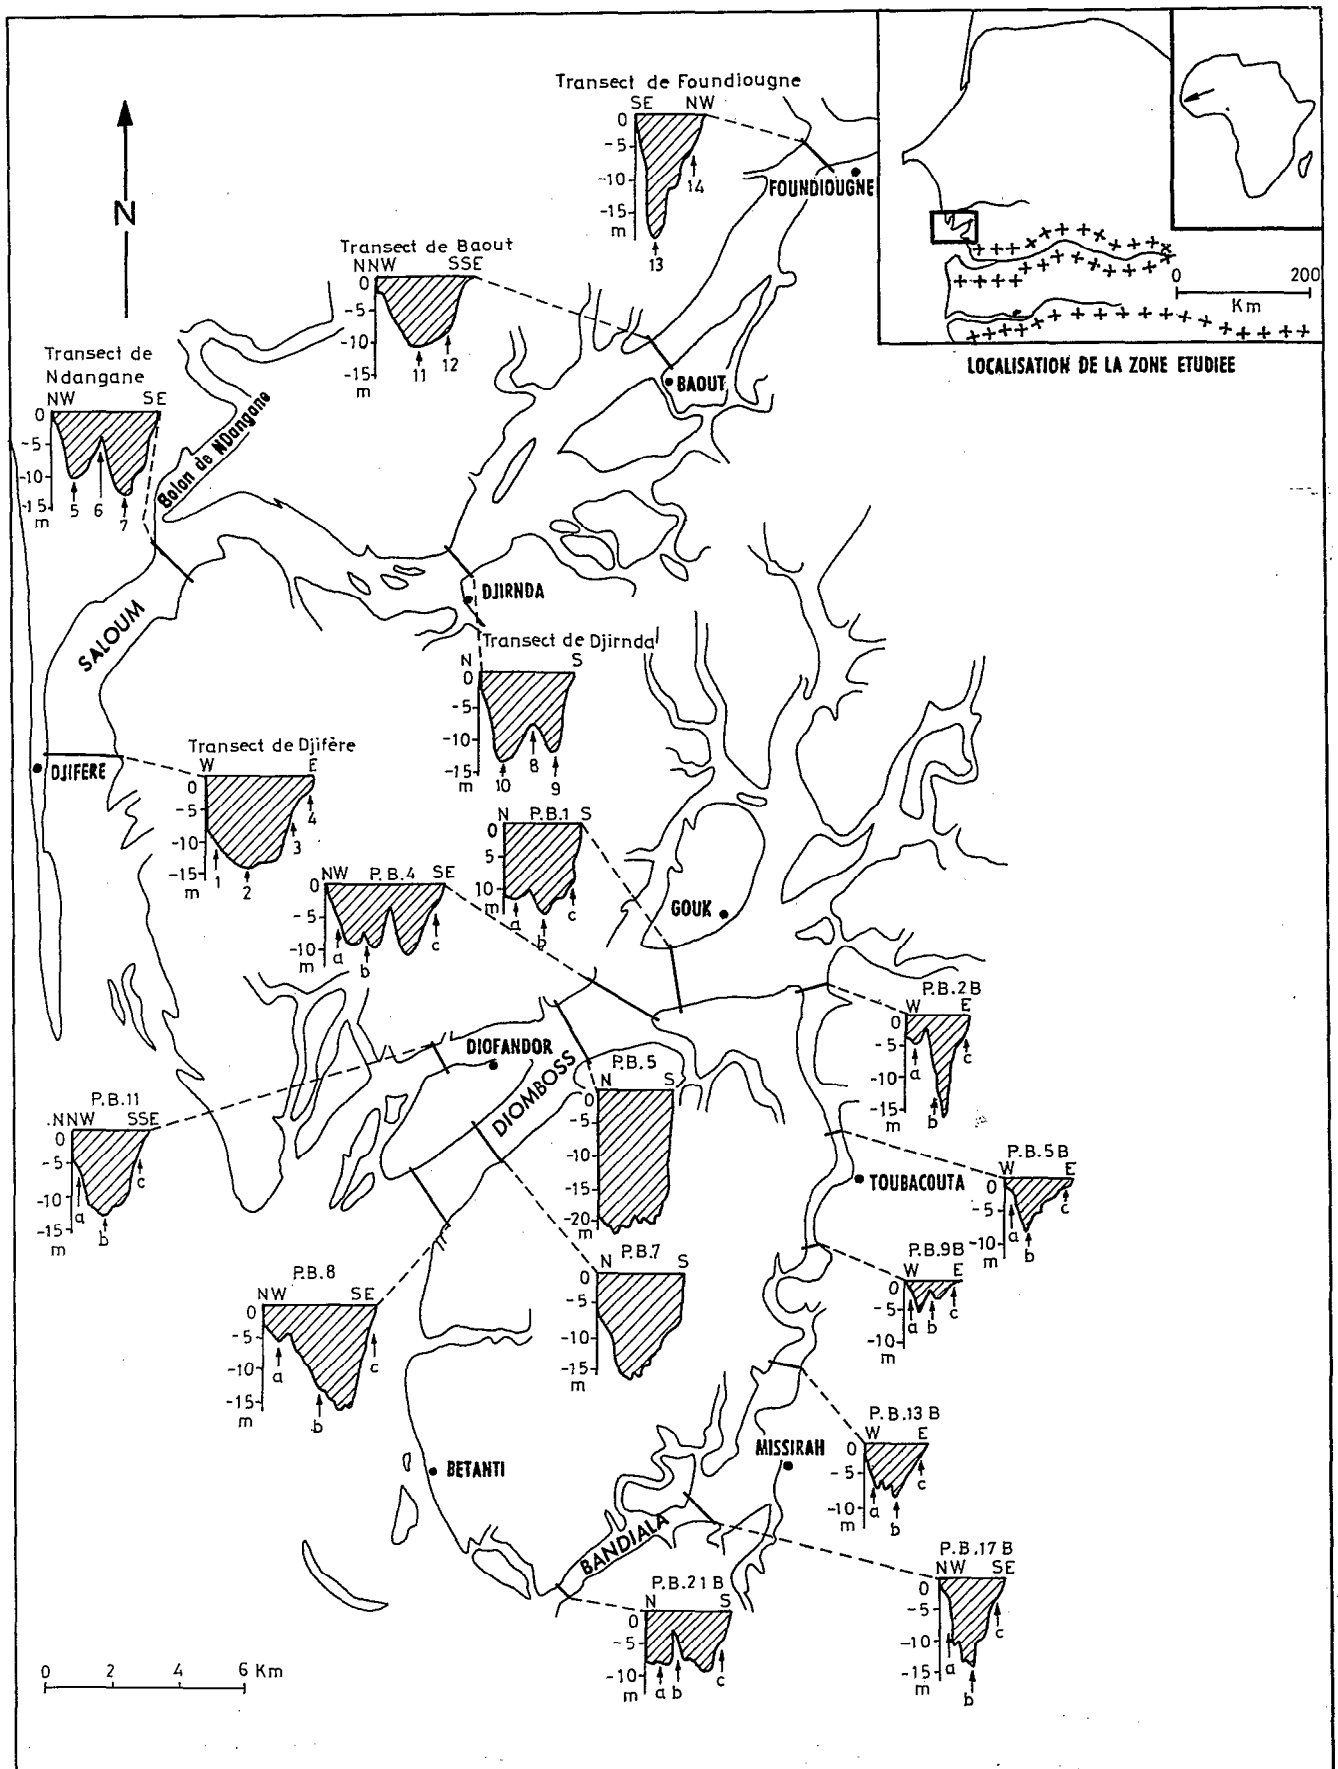 Transect de Foundiougne
SE NW
0
-5
-10
-15
m
13
14
FOUNDIOUGNE
0 200
Km
LOCALISATION DE LA ZONE ETUDIEE
N
Transect de Baout
NNW SSE
0
-5
-10
-15
m
11
12
BAOUT
Transect de
Ndangane
NW SE
0
-5
-10
-15
m
5 6 7
Bolon de NDangane
SALOUM
DJIRNDA
Transect de Djirnda
N S
0
-5
-10
-15
m
10 8 9
DJIFERE
Transect de Djifère
W E
0
-5
-10
-15
m
1 2 3 4
P.B.1
N S
0
5
10
m
a b c
P.B.4
NW SE
0
-5
-10
m
a b c
GOUK
P.B.2B
W E
0
-5
-10
-15
m
a b c
DIOFANDOR
DIOMBOSS
P.B.5
N S
0
-5
-10
-15
-20
m
P.B.11
NNW SSE
0
-5
-10
-15
m
a b c
TOUBACOUTA
P.B.5B
W E
0
-5
-10
m
a b c
P.B.9B
W E
0
-5
-10
m
a b c
P.B.7
N S
0
-5
-10
-15
m
P.B.8
NW SE
0
-5
-10
-15
m
a b c
P.B.13 B
W E
0
-5
-10
m
a b c
MISSIRAH
BETANTI
BANDIALA
P.B.17 B
NW SE
0
-5
-10
-15
m
a b c
P.B.21 B
N S
0
-5
-10
m
a b c
0 2 4 6 Km